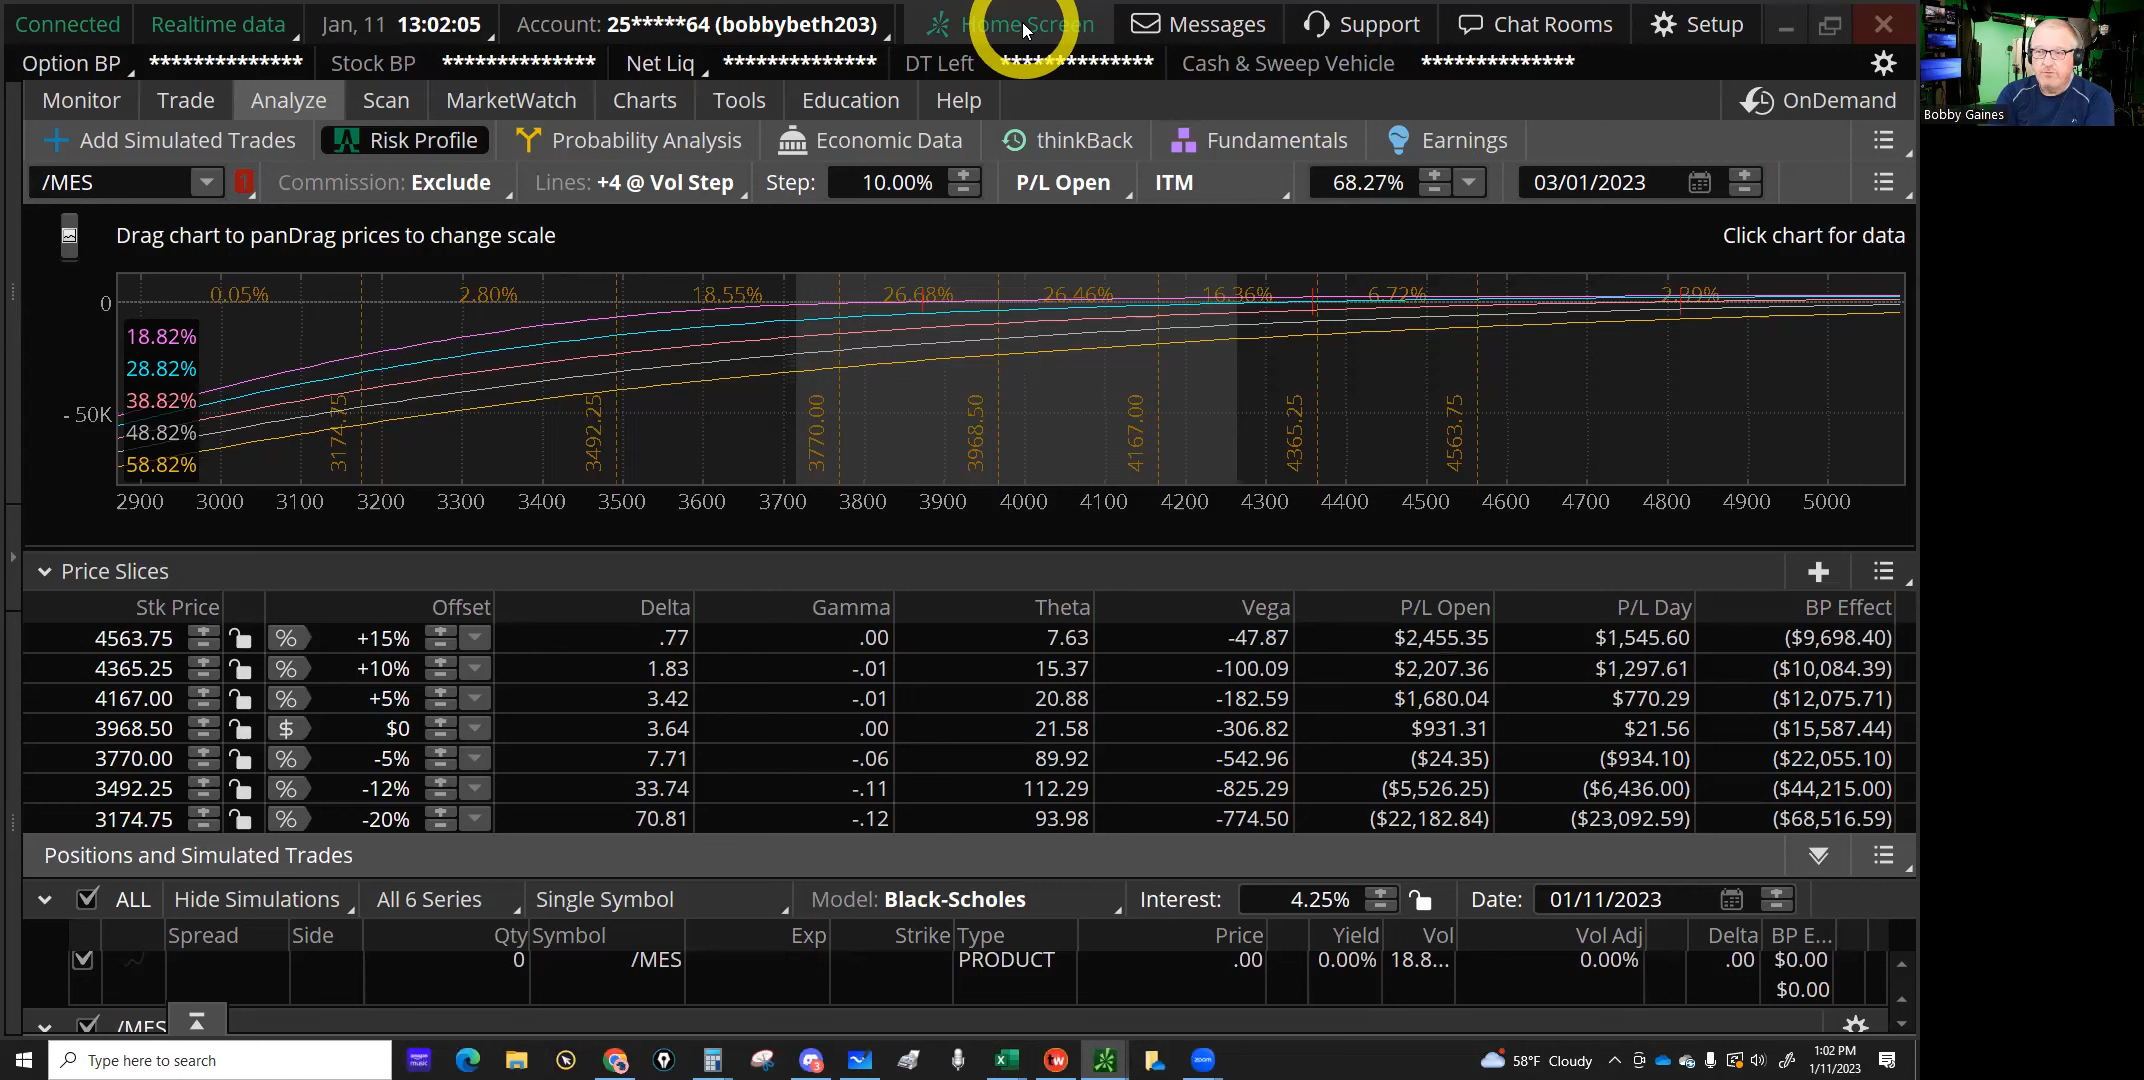 Connected Realtime data Jan, 11 13:02:05 Account: 25*****64 (bobbybeth203) Home Screen Messages Support Chat Rooms Setup
Option BP ************** Stock BP ************** Net Liq ************** DT Left ************** Cash & Sweep Vehicle **************
Monitor Trade Analyze Scan MarketWatch Charts Tools Education Help OnDemand
Bobby Gaines
Add Simulated Trades Risk Profile Probability Analysis Economic Data thinkBack Fundamentals Earnings
/MES 1 Commission: Exclude Lines: +4 @ Vol Step Step: 10.00% P/L Open ITM 68.27% 03/01/2023
Drag chart to panDrag prices to change scale Click chart for data
0 0.05% 2.80% 18.55% 26.68% 26.46% 16.36% 6.72% 2.39%
18.82%
28.82%
38.82%
-50K
48.82%
58.82%
3174.75 3492.25 3770.00 3968.50 4167.00 4365.25 4563.75
2900 3000 3100 3200 3300 3400 3500 3600 3700 3800 3900 4000 4100 4200 4300 4400 4500 4600 4700 4800 4900 5000
Price Slices
Stk Price Offset Delta Gamma Theta Vega P/L Open P/L Day BP Effect
4563.75 % +15% .77 .00 7.63 -47.87 $2,455.35 $1,545.60 ($9,698.40)
4365.25 % +10% 1.83 -.01 15.37 -100.09 $2,207.36 $1,297.61 ($10,084.39)
4167.00 % +5% 3.42 -.01 20.88 -182.59 $1,680.04 $770.29 ($12,075.71)
3968.50 $ $0 3.64 .00 21.58 -306.82 $931.31 $21.56 ($15,587.44)
3770.00 % -5% 7.71 -.06 89.92 -542.96 ($24.35) ($934.10) ($22,055.10)
3492.25 % -12% 33.74 -.11 112.29 -825.29 ($5,526.25) ($6,436.00) ($44,215.00)
3174.75 % -20% 70.81 -.12 93.98 -774.50 ($22,182.84) ($23,092.59) ($68,516.59)
Positions and Simulated Trades
ALL Hide Simulations All 6 Series Single Symbol Model: Black-Scholes Interest: 4.25% Date: 01/11/2023
Spread Side Qty Symbol Exp Strike Type Price Yield Vol Vol Adj Delta BP E...
0 /MES PRODUCT .00 0.00% 18.8... 0.00% .00 $0.00
$0.00
/MES
Type here to search 58°F Cloudy 1:02 PM
1/11/2023